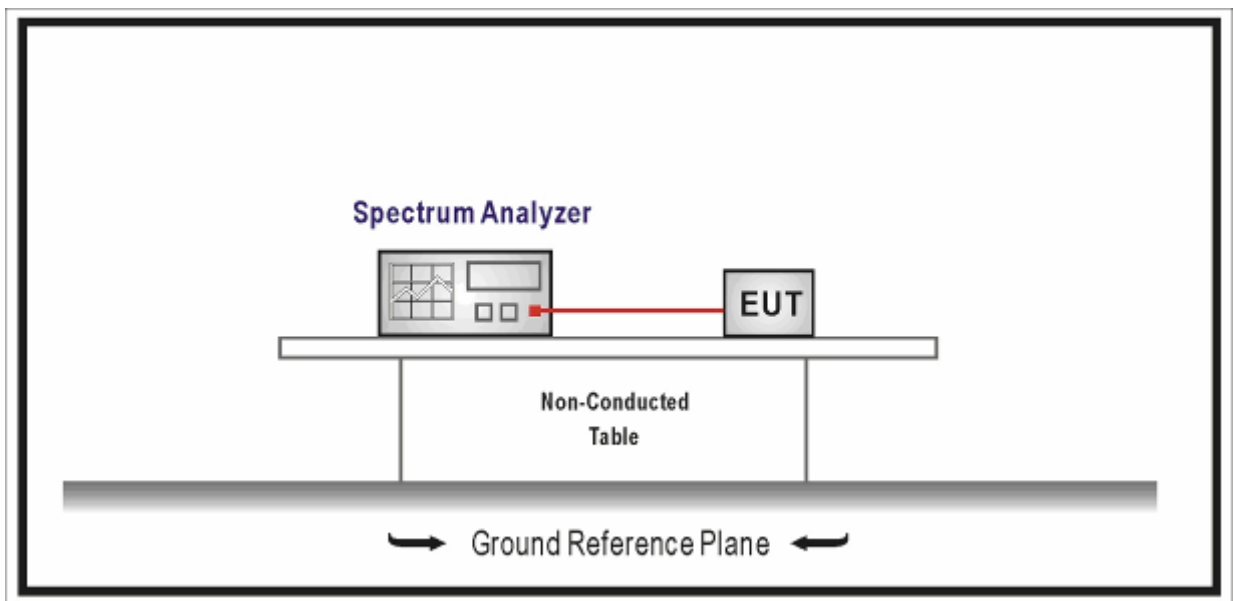 Spectrum Analyzer
EUT
Non-Conducted
Table
Ground Reference Plane